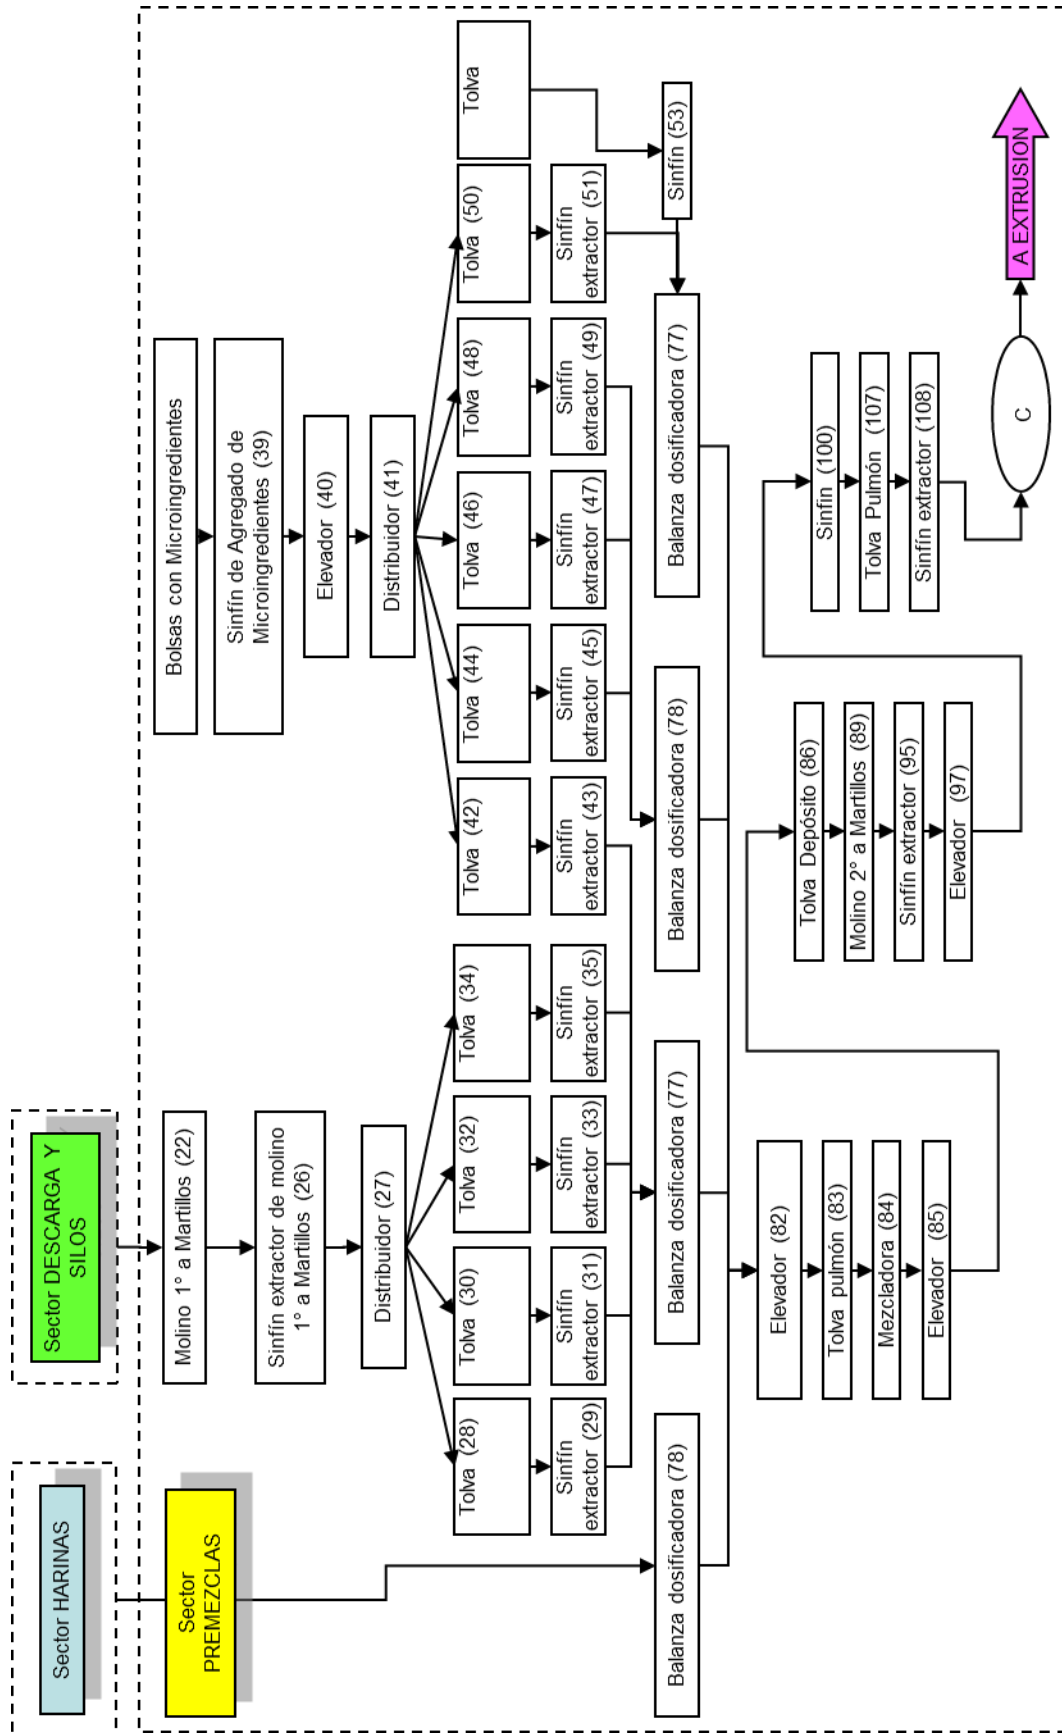 Sector HARINAS
Sector DESCARGA Y
SILOS
Sector
PREMEZCLAS
Molino 1° a Martillos (22)
Sinfín extractor de molino
1° a Martillos (26)
Distribuidor (27)
Bolsas con Microingredientes
Sinfín de Agregado de
Microingredientes (39)
Elevador (40)
Distribuidor (41)
Tolva (28)
Tolva (30)
Tolva (32)
Tolva (34)
Tolva (42)
Tolva (44)
Tolva (46)
Tolva (48)
Tolva (50)
Tolva
Sinfín
extractor (29)
Sinfín
extractor (31)
Sinfín
extractor (33)
Sinfín
extractor (35)
Sinfín
extractor (43)
Sinfín
extractor (45)
Sinfín
extractor (47)
Sinfín
extractor (49)
Sinfín
extractor (51)
Sinfín (53)
Balanza dosificadora (78)
Balanza dosificadora (77)
Balanza dosificadora (78)
Balanza dosificadora (77)
Elevador (82)
Tolva pulmón (83)
Mezcladora (84)
Elevador (85)
Tolva Depósito (86)
Molino 2° a Martillos (89)
Sinfín extractor (95)
Elevador (97)
Sinfín (100)
Tolva Pulmón (107)
Sinfín extractor (108)
C
A EXTRUSION